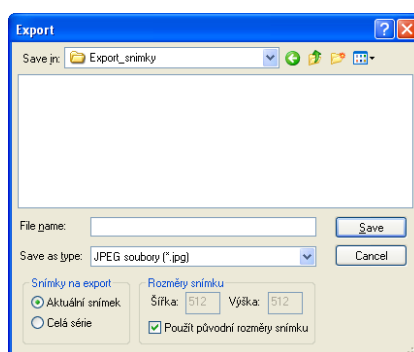 Export
Save in: Export_snimky
File name:
Save
Save as type: JPEG soubory (*.jpg)
Cancel
Snímky na export
Aktuální snímek
Celá série
Rozměry snímku
Šířka: 512 Výška: 512
Použít původní rozměry snímku